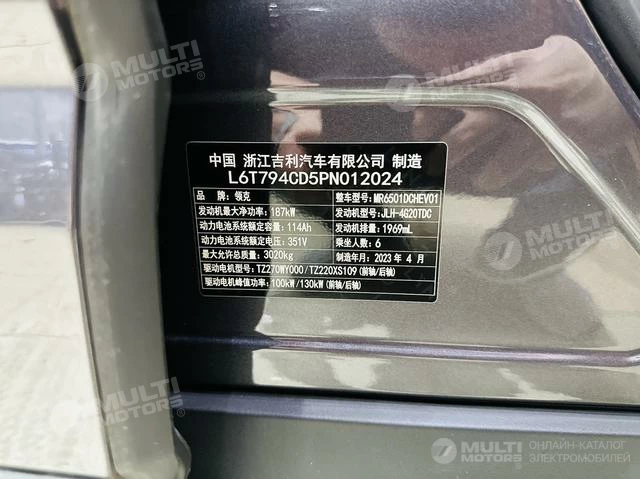 MULTI
MOTORS®
MULTI
MOTORS®
中国 浙江吉利汽车有限公司 制造
L6T794CD5PN012024
品 牌：领克 整车型号：MR6501DCHEV01
发动机最大净功率：187kW 发动机型号：JLH-4G20TDC
动力电池系统额定容量：114Ah 发动机排量：1969mL
动力电池系统额定电压：351V 乘坐人数：6
最大允许总质量：3020kg 制造年月：2023 年 4 月
驱动电机型号：TZ270WY000/TZ220XS109 (前轴/后轴)
驱动电机峰值功率：100kW/130kW (前轴/后轴)
MULTI
MOTORS®
MULTI
MOTORS®
ОНЛАЙН-КАТАЛОГ
ЭЛЕКТРОМОБИЛЕЙ